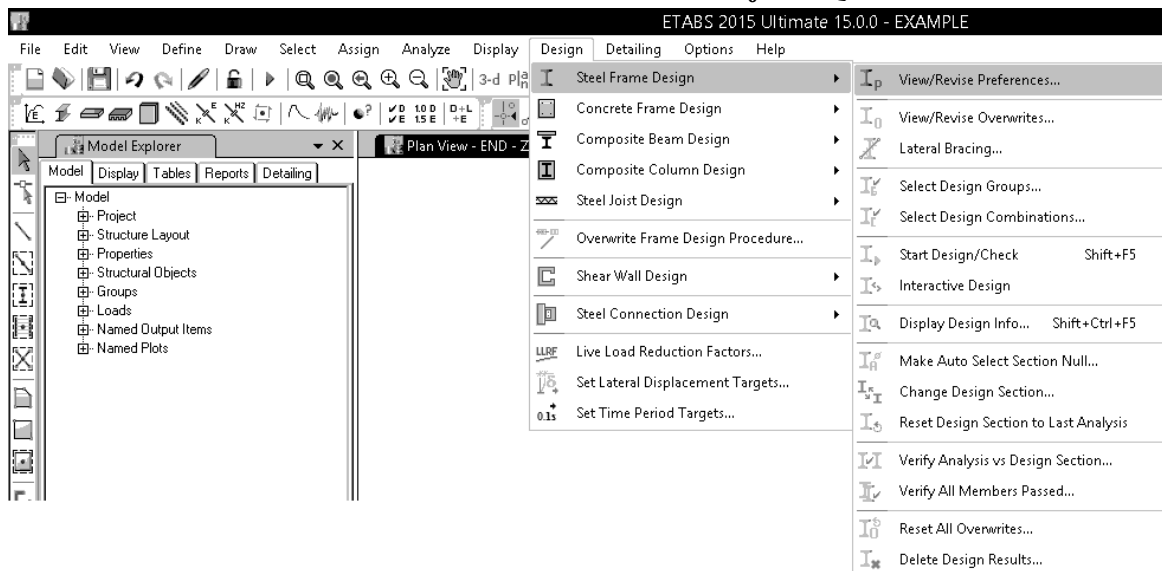 ETABS 2015 Ultimate 15.0.0 - EXAMPLE
File Edit View Define Draw Select Assign Analyze Display Design Detailing Options Help
3-d
Model Explorer
Plan View - END - Z
Model Display Tables Reports Detailing
Model
Project
Structure Layout
Properties
Structural Objects
Groups
Loads
Named Output Items
Named Plots
Steel Frame Design
Concrete Frame Design
Composite Beam Design
Composite Column Design
Steel Joist Design
Overwrite Frame Design Procedure...
Shear Wall Design
Steel Connection Design
LLRF Live Load Reduction Factors...
Set Lateral Displacement Targets...
0.1s Set Time Period Targets...
View/Revise Preferences...
View/Revise Overwrites...
Lateral Bracing...
Select Design Groups...
Select Design Combinations...
Start Design/Check Shift+F5
Interactive Design
Display Design Info... Shift+Ctrl+F5
Make Auto Select Section Null...
Change Design Section...
Reset Design Section to Last Analysis
Verify Analysis vs Design Section...
Verify All Members Passed...
Reset All Overwrites...
Delete Design Results...